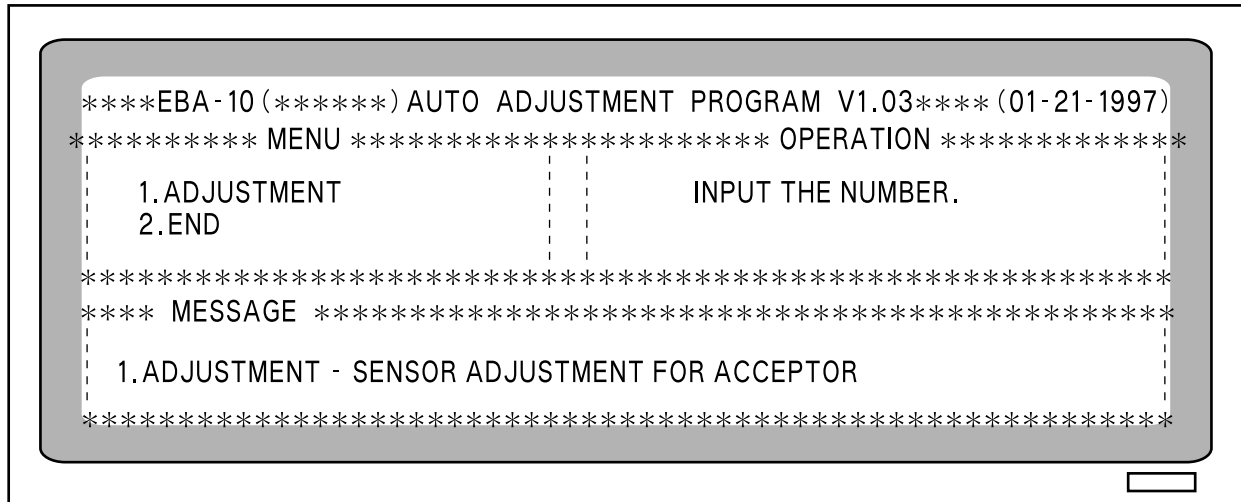 ****EBA-10(******)AUTO ADJUSTMENT PROGRAM V1.03****(01-21-1997)
********** MENU *********************** OPERATION *************
1.ADJUSTMENT
2.END
INPUT THE NUMBER.
*********************************************************
**** MESSAGE *********************************************
1.ADJUSTMENT - SENSOR ADJUSTMENT FOR ACCEPTOR
*********************************************************